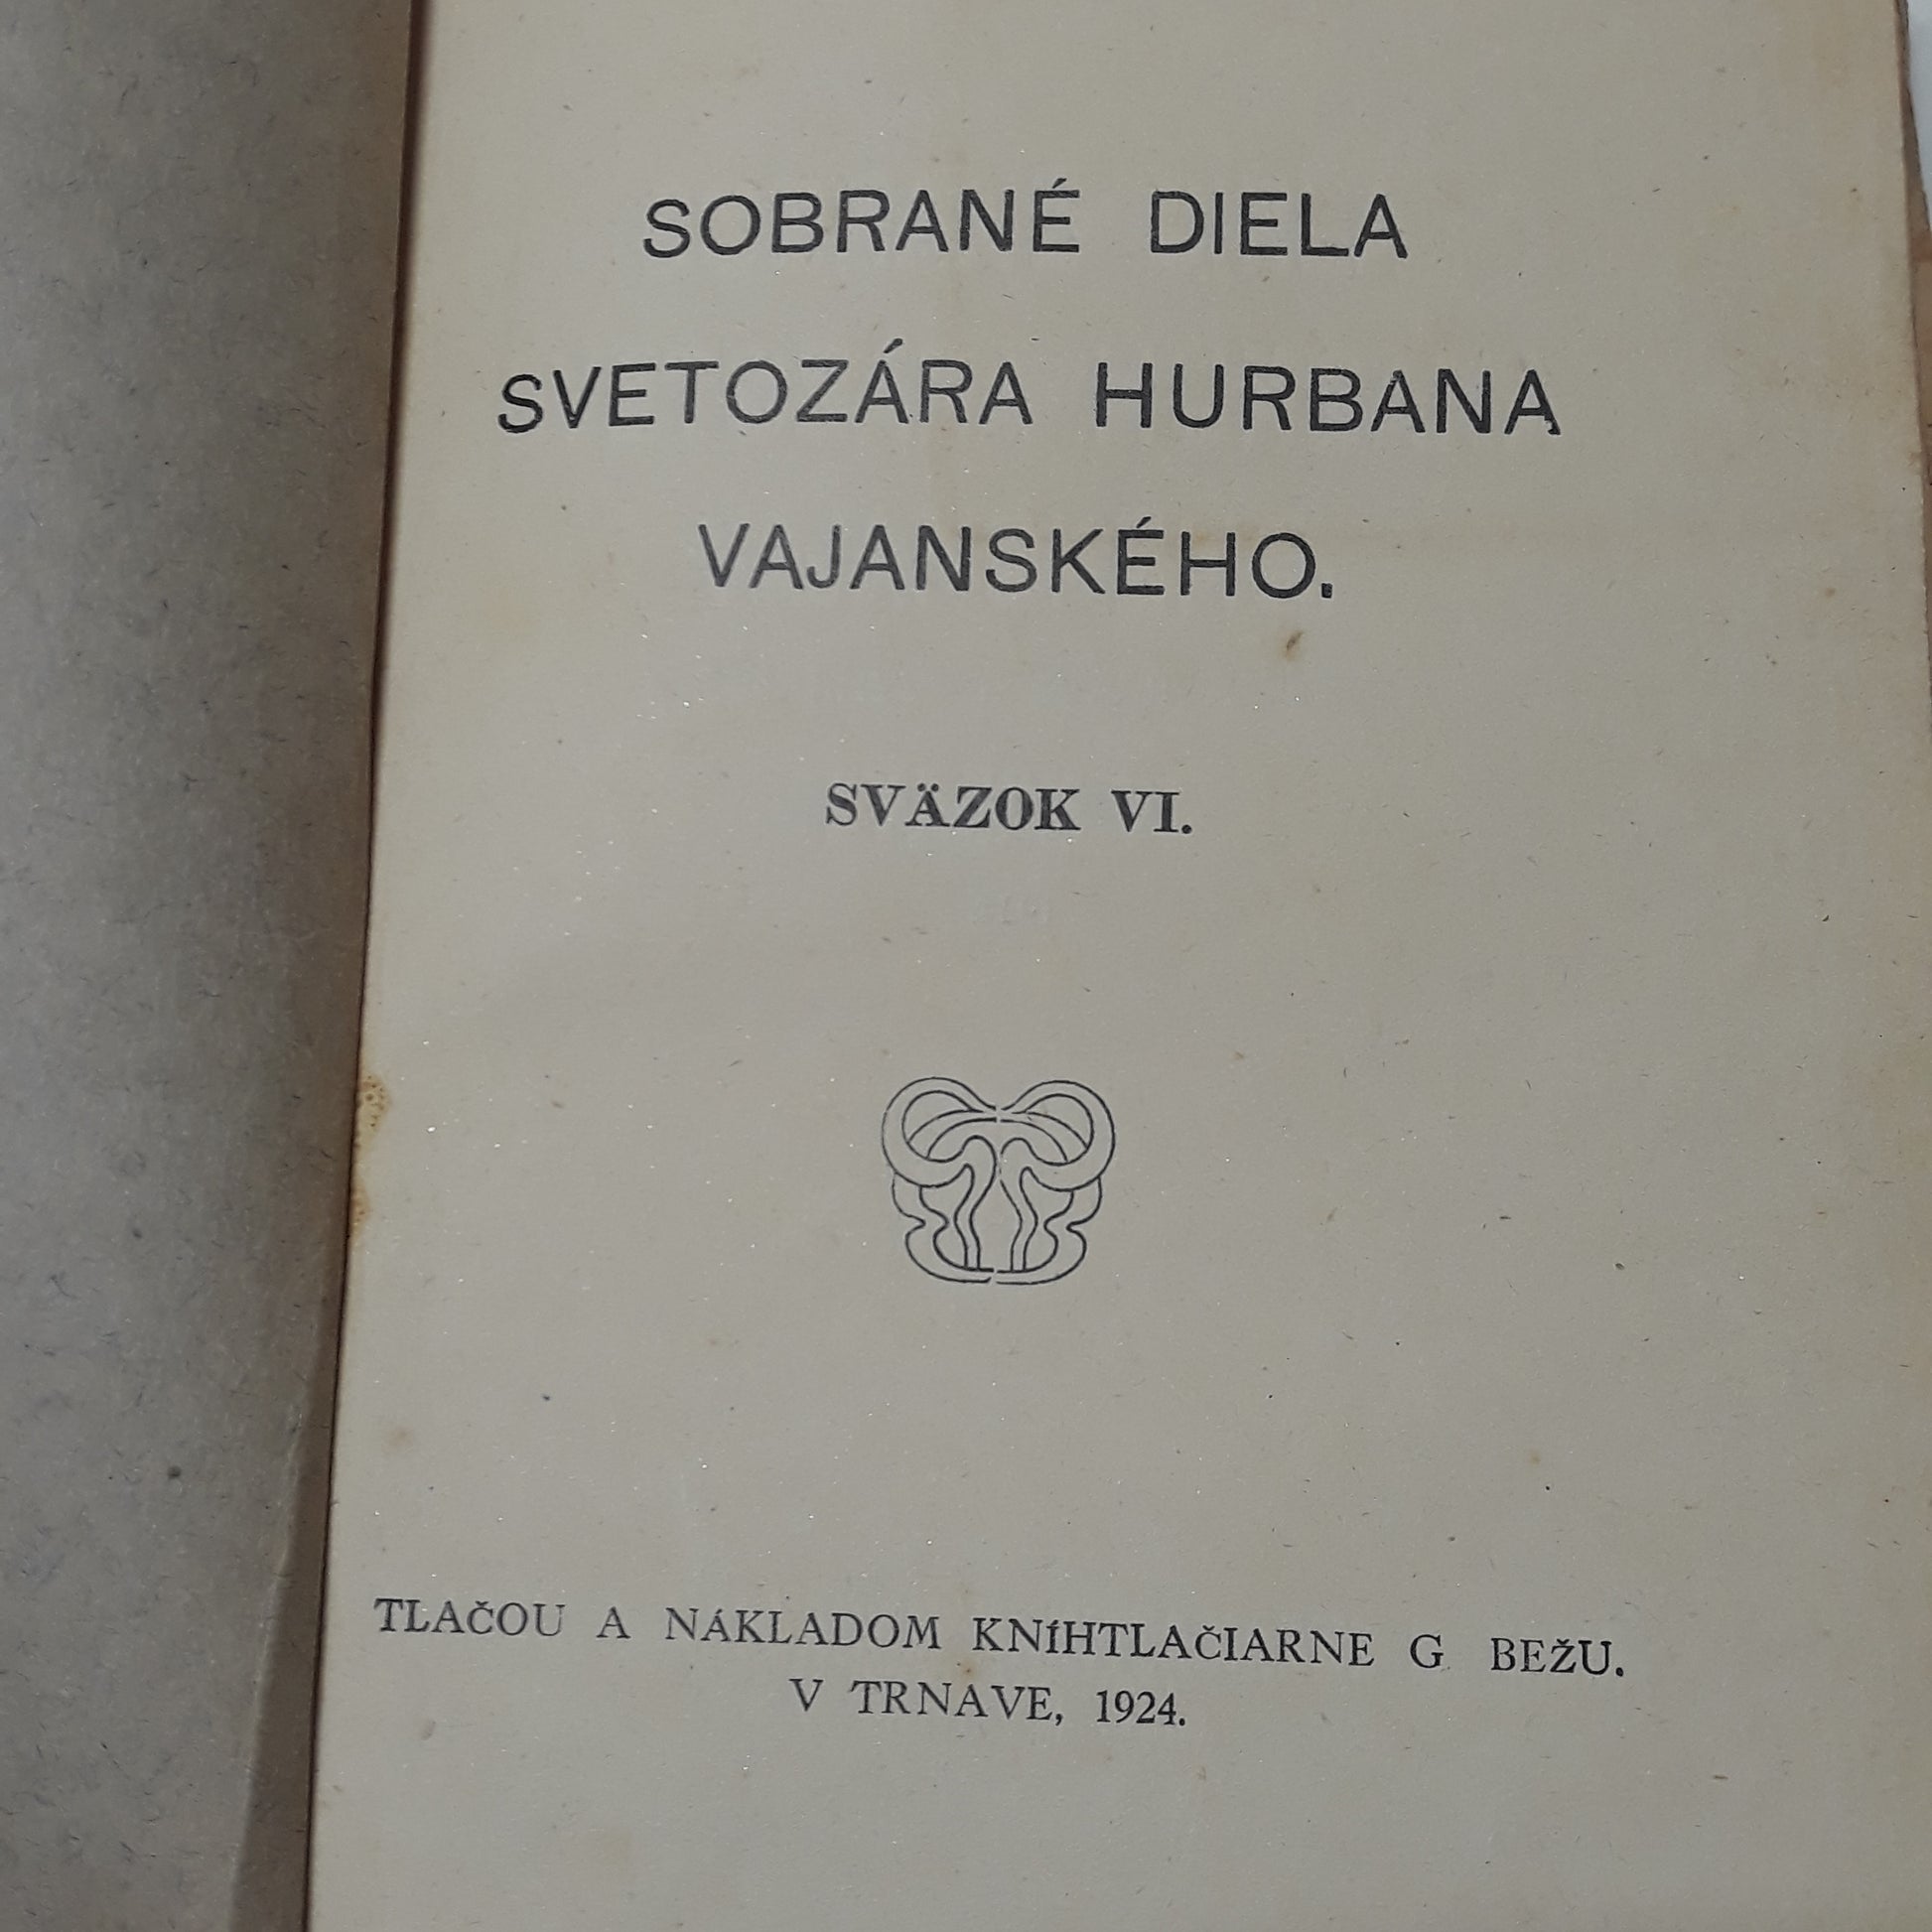 SOBRANÉ DIELA
SVETOZÁRA HURBANA
VAJANSKÉHO.
SVÄZOK VI.
TLAČOU A NÁKLADOM KNÍHTLAČIARNE G. BEŽU.
V TRNAVE, 1924.